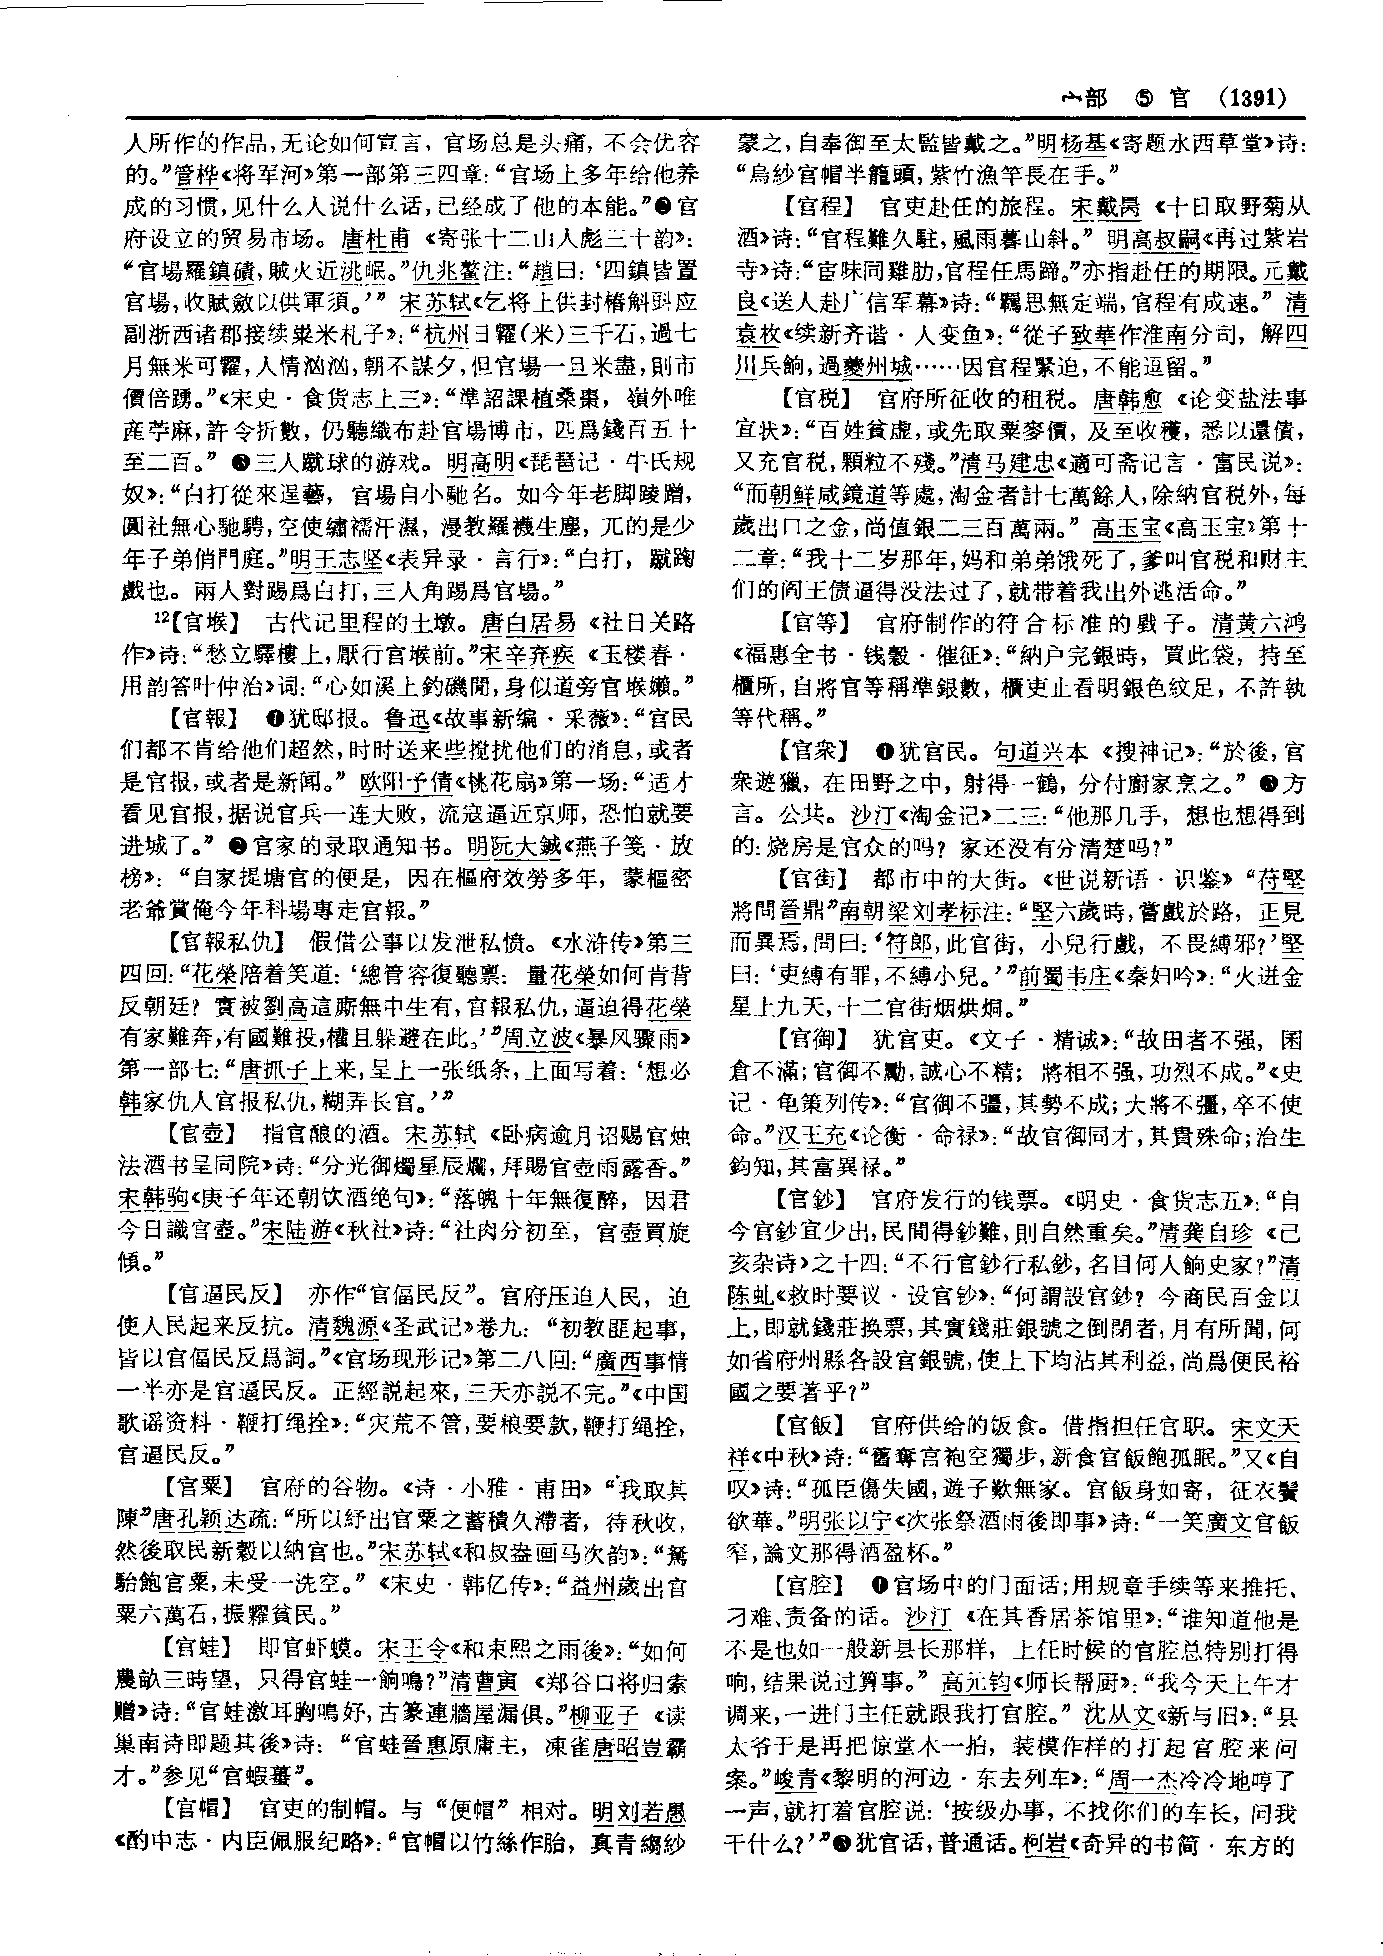 宀部 ⑤ 官 (1391)
人所作的作品,无论如何宣言，官场总是头痛，不会优容
的。”管桦《将军河》第一部第三四章:“官场上多年给他养
成的习惯,见什么人说什么话,已经成了他的本能。”❷官
府设立的贸易市场。唐杜甫《寄张十二山人彪三十韵》:
“官場羅鎮磧,賊火近洮岷。”仇兆鳌注:“趙曰:‘四鎮皆置
官場,收賦斂以供軍須。’” 宋苏轼《乞将上供封樁斛㪷应
副浙西诸郡接续粜米札子》:“杭州日糶(米)三千石,過七
月無米可糶,人情洶洶,朝不謀夕,但官場一旦米盡,則市
價倍踴。”《宋史·食货志上三》:“準詔課植桑棗，嶺外唯
產苧麻,許令折數，仍聽織布赴官場博市，匹爲錢百五十
至二百。” ❸三人蹴球的游戏。明高明《琵琶记·牛氏规
奴》:“白打從來逞藝，官場自小馳名。如今年老脚踜蹭,
圓社無心馳騁,空使繡襦汗濕，漫教羅襪生塵，兀的是少
年子弟俏門庭。”明王志坚《表异录·言行》:“白打，蹴踘
戲也。兩人對踢爲白打,三人角踢爲官場。”
12【官堠】 古代记里程的土墩。唐白居易《社日关路
作》诗:“愁立驛樓上,厭行官堠前。”宋辛弃疾《玉楼春·
用韵答叶仲洽》词:“心如溪上釣磯閒,身似道旁官堠嬾。”
【官報】 ❶犹邸报。鲁迅《故事新编·采薇》:“官民
们都不肯给他们超然,时时送来些搅扰他们的消息,或者
是官报,或者是新闻。” 欧阳予倩《桃花扇》第一场:“适才
看见官报,据说官兵一连大败，流寇逼近京师，恐怕就要
进城了。” ❷官家的录取通知书。明阮大鋮《燕子笺·放
榜》: “自家提塘官的便是，因在樞府效勞多年，蒙樞密
老爺賞俺今年科場專走官報。”
【官報私仇】 假借公事以发泄私愤。《水浒传》第三
四回:“花榮陪着笑道:‘總管容復聽禀: 量花榮如何肯背
反朝廷? 實被劉高這厮無中生有,官報私仇,逼迫得花榮
有家難奔,有國難投,權且躲避在此。’”周立波《暴风骤雨》
第一部七:“唐抓子上来,呈上一张纸条,上面写着:‘想必
韩家仇人官报私仇,糊弄长官。’”
【官壶】 指官酿的酒。宋苏轼《卧病逾月诏赐官烛
法酒书呈同院》诗:“分光御燭星辰爛,拜賜官壺雨露香。”
宋韩驹《庚子年还朝饮酒绝句》:“落魄十年無復醉，因君
今日識官壺。”宋陆游《秋社》诗:“社肉分初至，官壺買旋
傾。”
【官逼民反】 亦作“官偪民反”。官府压迫人民，迫
使人民起来反抗。清魏源《圣武记》卷九: “初教匪起事,
皆以官偪民反爲詞。”《官场现形记》第二八回:“廣西事情
一半亦是官逼民反。正經説起來,三天亦説不完。”《中国
歌谣资料·鞭打绳拴》:“灾荒不管,要粮要款,鞭打绳拴,
官逼民反。”
【官粟】 官府的谷物。《诗·小雅·甫田》“我取其
陳”唐孔颖达疏:“所以紓出官粟之蓄積久滯者，待秋收,
然後取民新穀以納官也。”宋苏轼《和叔盎画马次韵》:“駑
駘飽官粟,未受一洗空。” 《宋史·韩亿传》:“益州歲出官
粟六萬石,振糶貧民。”
【官蛙】 即官虾蟆。宋王令《和束熙之雨後》:“如何
農畝三時望，只得官蛙一餉鳴?”清曹寅《郑谷口将归索
赠》诗:“官蛙激耳朐鳴好,古篆連牆屋漏俱。”柳亚子《读
巢南诗即题其後》诗: “官蛙晉惠原庸主，凍雀唐昭豈霸
才。”参见“官蝦蟇”。
【官帽】 官吏的制帽。与“便帽”相对。明刘若愚
《酌中志·内臣佩服纪略》:“官帽以竹絲作胎，真青縐紗
蒙之,自奉御至太監皆戴之。”明杨基《寄题水西草堂》诗:
“烏紗官帽半籠頭,紫竹漁竿長在手。”
【官程】 官吏赴任的旅程。宋戴昺《十日取野菊从
酒》诗:“官程難久駐,風雨暮山斜。” 明高叔嗣《再过紫岩
寺》诗:“宦味同雞肋,官程任馬蹄。”亦指赴任的期限。元戴
良《送人赴广信军幕》诗:“羈思無定端,官程有成速。” 清
袁枚《续新齐谐·人变鱼》:“從子致華作淮南分司，解四
川兵餉,過夔州城……因官程緊迫,不能逗留。”
【官税】 官府所征收的租税。唐韩愈《论变盐法事
宜状》:“百姓貧虚,或先取粟麥價，及至收穫，悉以還債,
又充官税,顆粒不殘。”清马建忠《適可斋记言·富民说》:
“而朝鮮咸鏡道等處,淘金者計七萬餘人,除納官税外,每
歲出口之金,尚值銀二三百萬兩。” 高玉宝《高玉宝》第十
二章:“我十二岁那年,妈和弟弟饿死了,爹叫官税和财主
们的阎王债逼得没法过了,就带着我出外逃活命。”
【官等】 官府制作的符合标准的戥子。清黄六鸿
《福惠全书·钱穀·催征》:“納户完銀時，買此袋，持至
櫃所,自將官等稱準銀數，櫃吏止看明銀色紋足，不許執
等代稱。”
【官衆】 ❶犹官民。句道兴本《搜神记》:“於後,官
衆遊獵，在田野之中，射得一鶴，分付廚家烹之。” ❷方
言。公共。沙汀《淘金记》二三:“他那几手，想也想得到
的:烧房是官众的吗? 家还没有分清楚吗?”
【官街】 都市中的大街。《世说新语·识鉴》“苻堅
將問晉鼎”南朝梁刘孝标注:“堅六歲時,嘗戲於路，正見
而異焉,問曰:‘符郎,此官街，小兒行戲，不畏縛邪?’堅
曰:‘吏縛有罪,不縛小兒。’”前蜀韦庄《秦妇吟》:“火迸金
星上九天,十二官街烟烘烔。”
【官御】 犹官吏。《文子·精诚》:“故田者不强，囷
倉不滿;官御不勵,誠心不精; 將相不强,功烈不成。”《史
记·龟策列传》:“官御不彊,其勢不成;大將不彊,卒不使
命。”汉王充《论衡·命禄》:“故官御同才,其貴殊命;治生
鈞知,其富異禄。”
【官鈔】 官府发行的钱票。《明史·食货志五》:“自
今官鈔宜少出,民間得鈔難,則自然重矣。”清龚自珍《己
亥杂诗》之十四:“不行官鈔行私鈔,名目何人餉史家?”清
陈虬《救时要议·设官钞》:“何謂設官鈔? 今商民百金以
上,即就錢莊换票,其實錢莊銀號之倒閉者,月有所聞,何
如省府州縣各設官銀號,使上下均沾其利益,尚爲便民裕
國之要著乎?”
【官飯】 官府供给的饭食。借指担任官职。宋文天
祥《中秋》诗:“舊奪宫袍空獨步,新食官飯飽孤眠。”又《自
叹》诗:“孤臣傷失國,遊子歎無家。官飯身如寄，征衣鬢
欲華。”明张以宁《次张祭酒雨後即事》诗:“一笑廣文官飯
窄,論文那得酒盈杯。”
【官腔】 ❶官场中的门面话;用规章手续等来推托、
刁难、责备的话。沙汀《在其香居茶馆里》:“谁知道他是
不是也如一般新县长那样，上任时候的官腔总特别打得
响,结果说过算事。” 高元钧《师长帮厨》:“我今天上午才
调来,一进门主任就跟我打官腔。” 沈从文《新与旧》:“县
太爷于是再把惊堂木一拍，装模作样的打起官腔来问
案。”峻青《黎明的河边·东去列车》:“周一杰冷冷地哼了
一声,就打着官腔说:‘按级办事，不找你们的车长，问我
干什么?’”❷犹官话,普通话。柯岩《奇异的书简·东方的